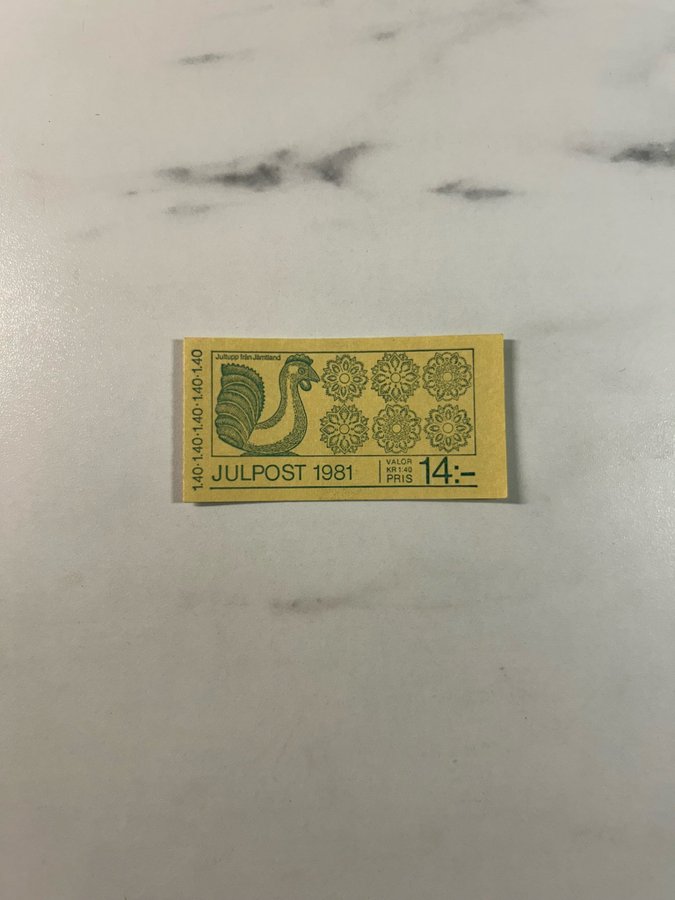 Jultupp från Jämtland
1.40·1.40·1.40·1.40·1.40
JULPOST 1981
VALÖR
KR 1:40
PRIS 14:–